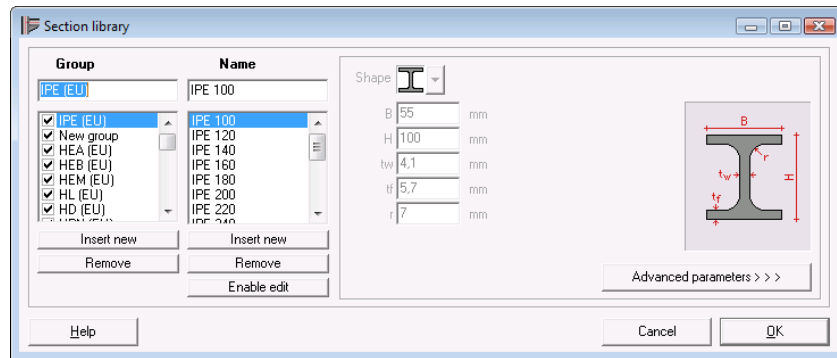 Section library
Group
Name
IPE (EU)
IPE 100
IPE (EU)
New group
HEA (EU)
HEB (EU)
HEM (EU)
HL (EU)
HD (EU)
IPE 100
IPE 120
IPE 140
IPE 160
IPE 180
IPE 200
IPE 220
IPE 240
Insert new
Insert new
Remove
Remove
Enable edit
Shape
B 55 mm
H 100 mm
tw 4,1 mm
tf 5,7 mm
r 7 mm
B
r
tw
H
tf
Advanced parameters > > >
Help
Cancel
OK